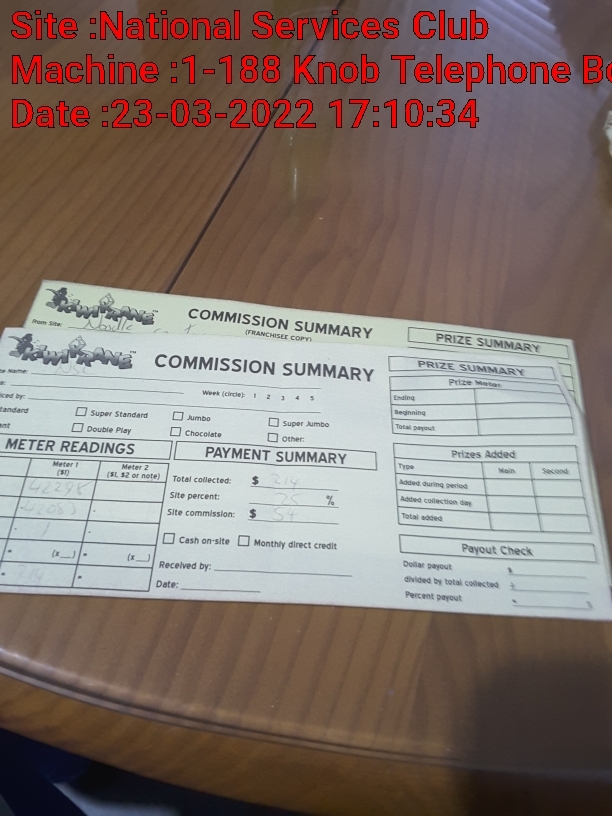 Site :National Services Club
Machine :1-188 Knob Telephone
Date :23-03-2022 17:10:34
KIWIKRANE™
COMMISSION SUMMARY
(FRANCHISEE COPY)
PRIZE SUMMARY
From Site:
KIWIKRANE™
COMMISSION SUMMARY
Name:
Week (circle): 1 2 3 4 5
Super Standard
Jumbo
Super Jumbo
Double Play
Chocolate
Other:
METER READINGS
Meter 1
($1)
Meter 2
($1, $2 or note)
(x__) =
(x__)
PAYMENT SUMMARY
Total collected: $ 214
Site percent: 25 %
Site commission: $ 54
Cash on-site
Monthly direct credit
Received by:
Date:
PRIZE SUMMARY
Prize Meter
Ending
Beginning
Total payout
Prizes Added
Type Main Second
Added during period
Added collection day
Total added
Payout Check
Dollar payout $
divided by total collected ÷
Percent payout =